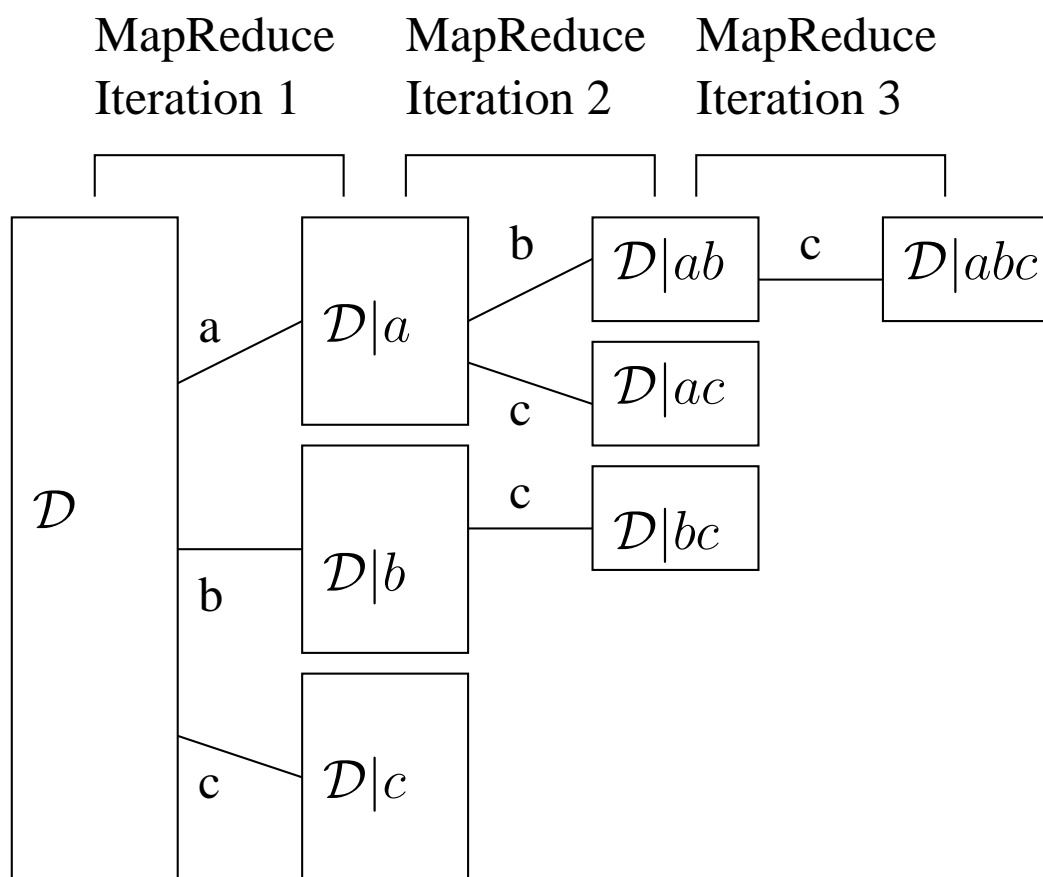 MapReduce
Iteration 1
MapReduce
Iteration 2
MapReduce
Iteration 3
𝒟
a
b
c
𝒟|a
𝒟|b
𝒟|c
b
c
c
𝒟|ab
𝒟|ac
𝒟|bc
c
𝒟|abc